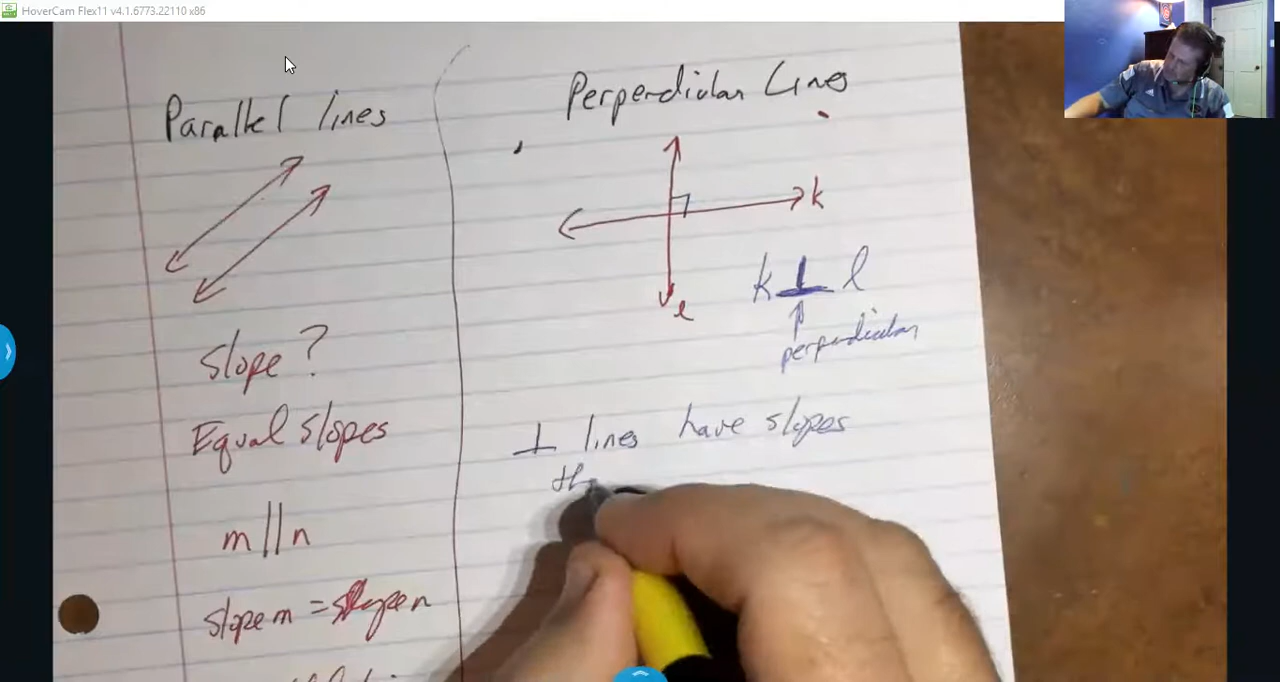 HoverCam Flex11 v4.1.6773.22110 x86
Parallel lines
Slope?
Equal slopes
m || n
slope m = slope n
Perpendicular Lines
k
l
k ⊥ l
perpendicular
⊥ lines have slopes
th